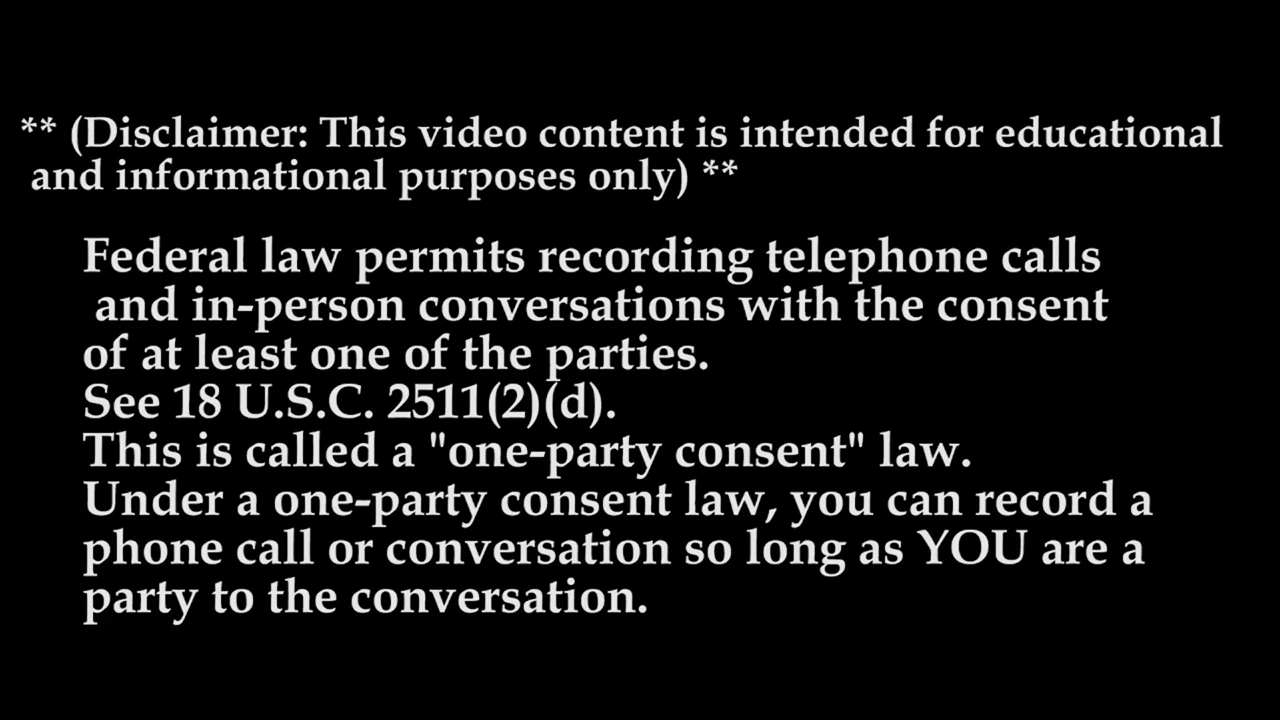 ** (Disclaimer: This video content is intended for educational
and informational purposes only) **
Federal law permits recording telephone calls
and in-person conversations with the consent
of at least one of the parties.
See 18 U.S.C. 2511(2)(d).
This is called a "one-party consent" law.
Under a one-party consent law, you can record a
phone call or conversation so long as YOU are a
party to the conversation.